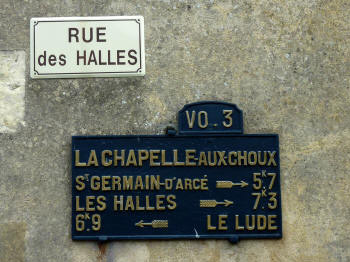 RUE
des HALLES
VO.3
LA CHAPELLE-AUX-CHOUX
ST GERMAIN-D'ARCÉ 5K7
LES HALLES 7K3
6K9 LE LUDE